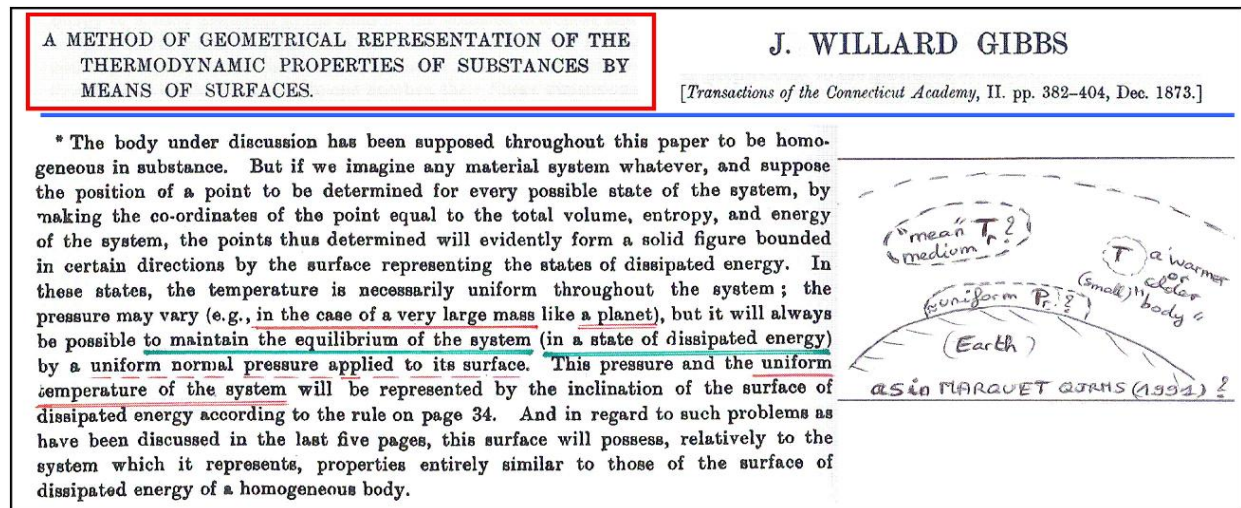 A METHOD OF GEOMETRICAL REPRESENTATION OF THE
THERMODYNAMIC PROPERTIES OF SUBSTANCES BY
MEANS OF SURFACES.
J. WILLARD GIBBS
[Transactions of the Connecticut Academy, II. pp. 382–404, Dec. 1873.]
* The body under discussion has been supposed throughout this paper to be homo-
geneous in substance. But if we imagine any material system whatever, and suppose
the position of a point to be determined for every possible state of the system, by
making the co-ordinates of the point equal to the total volume, entropy, and energy
of the system, the points thus determined will evidently form a solid figure bounded
in certain directions by the surface representing the states of dissipated energy. In
these states, the temperature is necessarily uniform throughout the system; the
pressure may vary (e.g., in the case of a very large mass like a planet), but it will always
be possible to maintain the equilibrium of the system (in a state of dissipated energy)
by a uniform normal pressure applied to its surface. This pressure and the uniform
temperature of the system will be represented by the inclination of the surface of
dissipated energy according to the rule on page 34. And in regard to such problems as
have been discussed in the last five pages, this surface will possess, relatively to the
system which it represents, properties entirely similar to those of the surface of
dissipated energy of a homogeneous body.
"mean" Tr ?
medium
T a "warmer
or
colder
(small) body"
~uniform Pr ?
(Earth)
as in MARQUET QJRMS (1991) ?